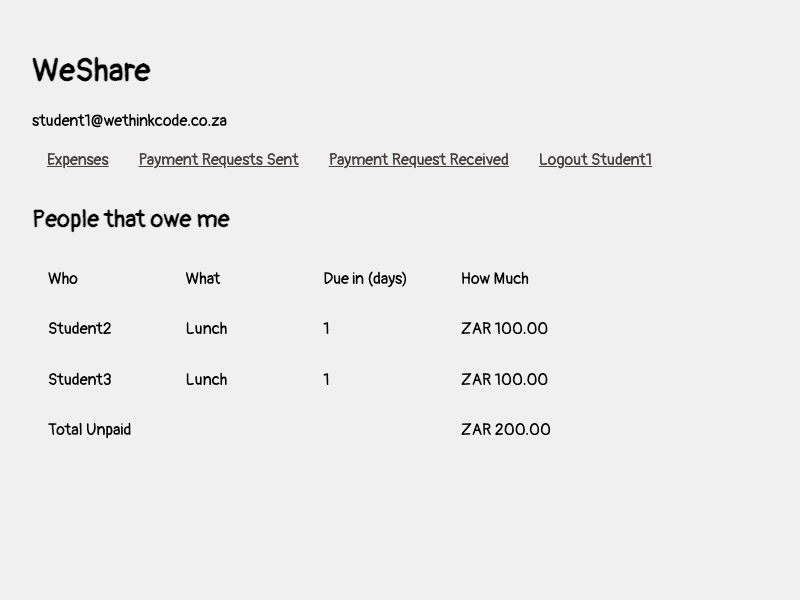 WeShare
student1@wethinkcode.co.za
Expenses Payment Requests Sent Payment Request Received Logout Student1
People that owe me
Who What Due in (days) How Much
Student2 Lunch 1 ZAR 100.00
Student3 Lunch 1 ZAR 100.00
Total Unpaid ZAR 200.00